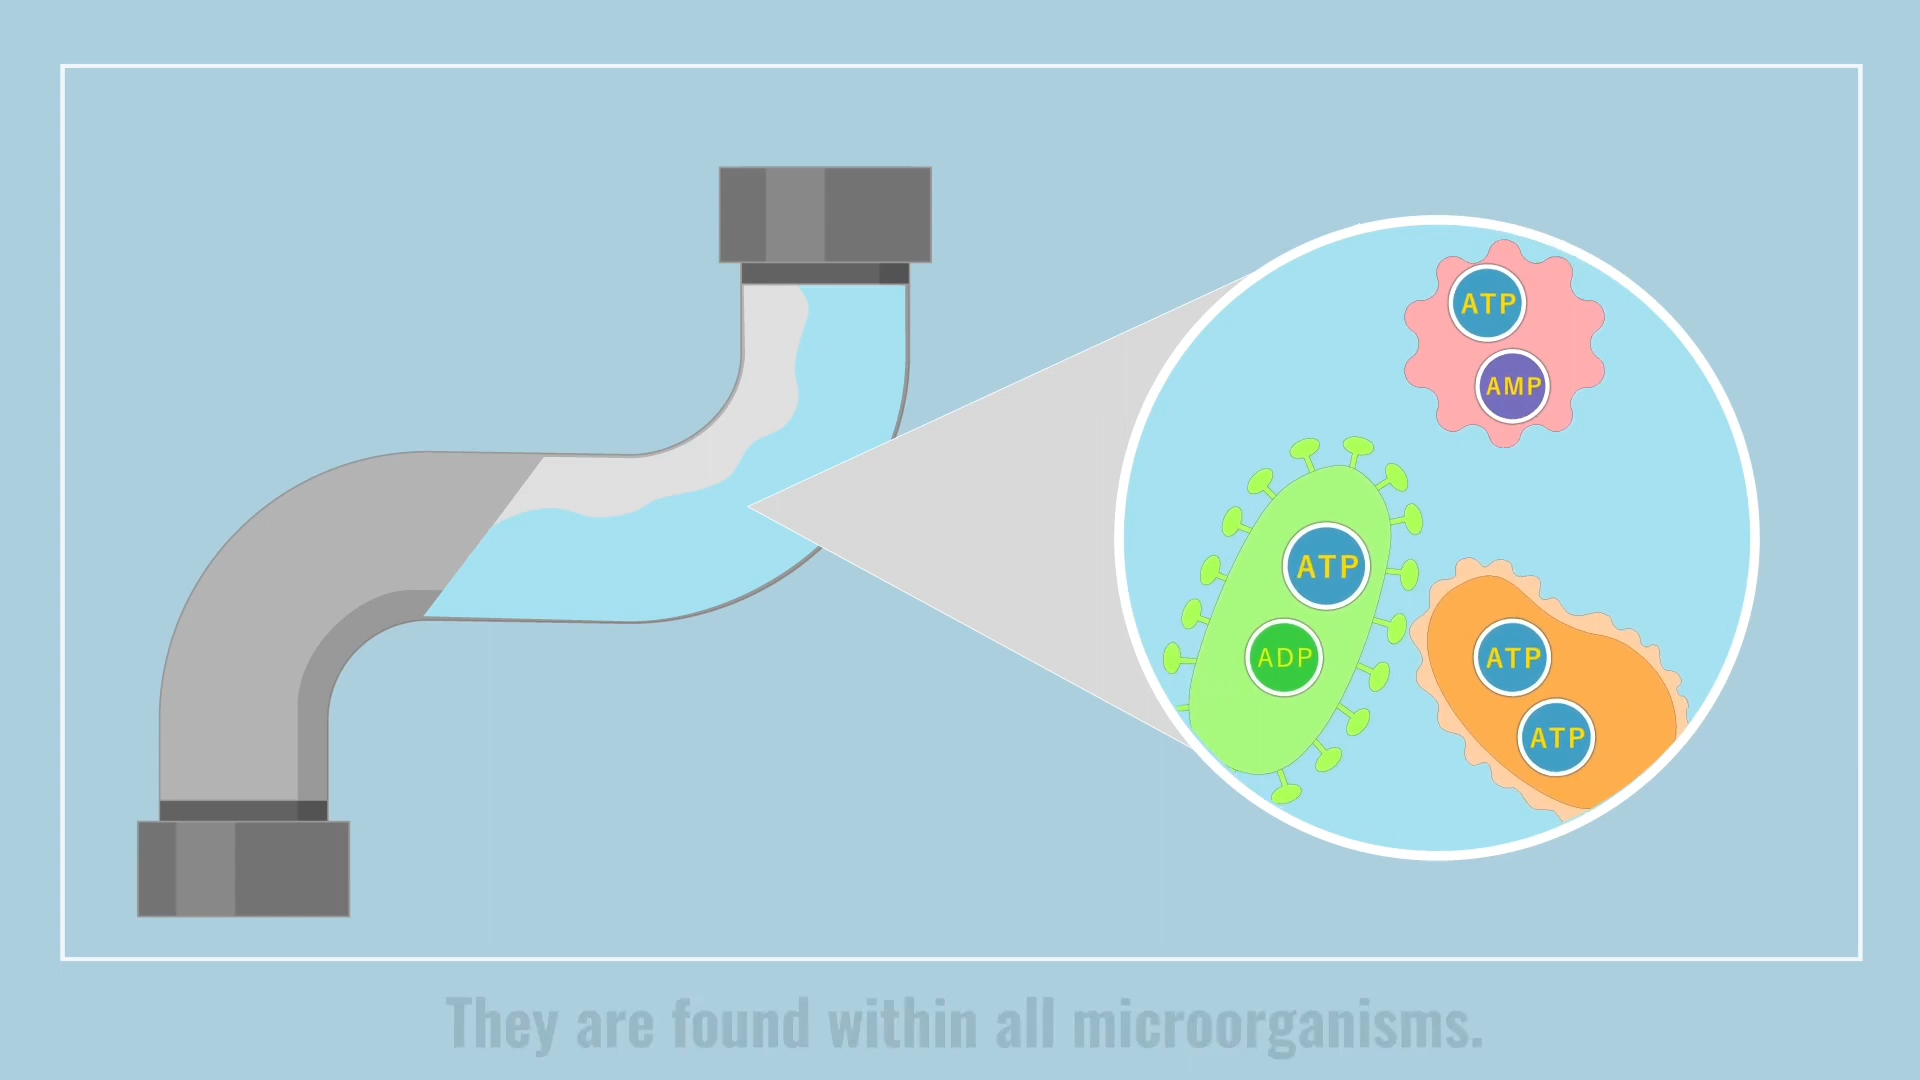 ATP
AMP
ATP
ADP
ATP
ATP
They are found within all microorganisms.